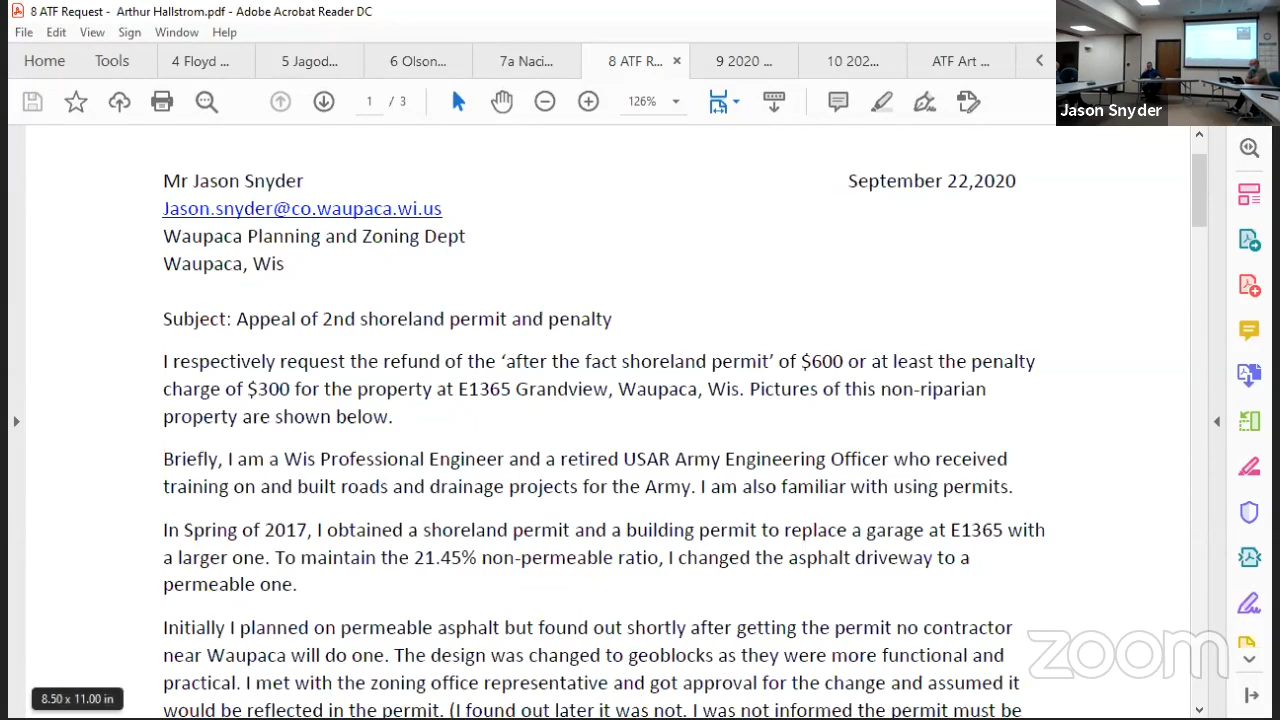 8 ATF Request - Arthur Hallstrom.pdf - Adobe Acrobat Reader DC
File Edit View Sign Window Help
Home Tools 4 Floyd ... 5 Jagod... 6 Olson... 7a Naci... 8 ATF R... × 9 2020 ... 10 202... ATF Art ...
1 / 3 126%
Jason Snyder
Mr Jason Snyder September 22,2020
Jason.snyder@co.waupaca.wi.us
Waupaca Planning and Zoning Dept
Waupaca, Wis
Subject: Appeal of 2nd shoreland permit and penalty
I respectively request the refund of the ‘after the fact shoreland permit’ of $600 or at least the penalty
charge of $300 for the property at E1365 Grandview, Waupaca, Wis. Pictures of this non-riparian
property are shown below.
Briefly, I am a Wis Professional Engineer and a retired USAR Army Engineering Officer who received
training on and built roads and drainage projects for the Army. I am also familiar with using permits.
In Spring of 2017, I obtained a shoreland permit and a building permit to replace a garage at E1365 with
a larger one. To maintain the 21.45% non-permeable ratio, I changed the asphalt driveway to a
permeable one.
Initially I planned on permeable asphalt but found out shortly after getting the permit no contractor
near Waupaca will do one. The design was changed to geoblocks as they were more functional and
practical. I met with the zoning office representative and got approval for the change and assumed it
would be reflected in the permit. (I found out later it was not. I was not informed the permit must be
8.50 x 11.00 in
zoom